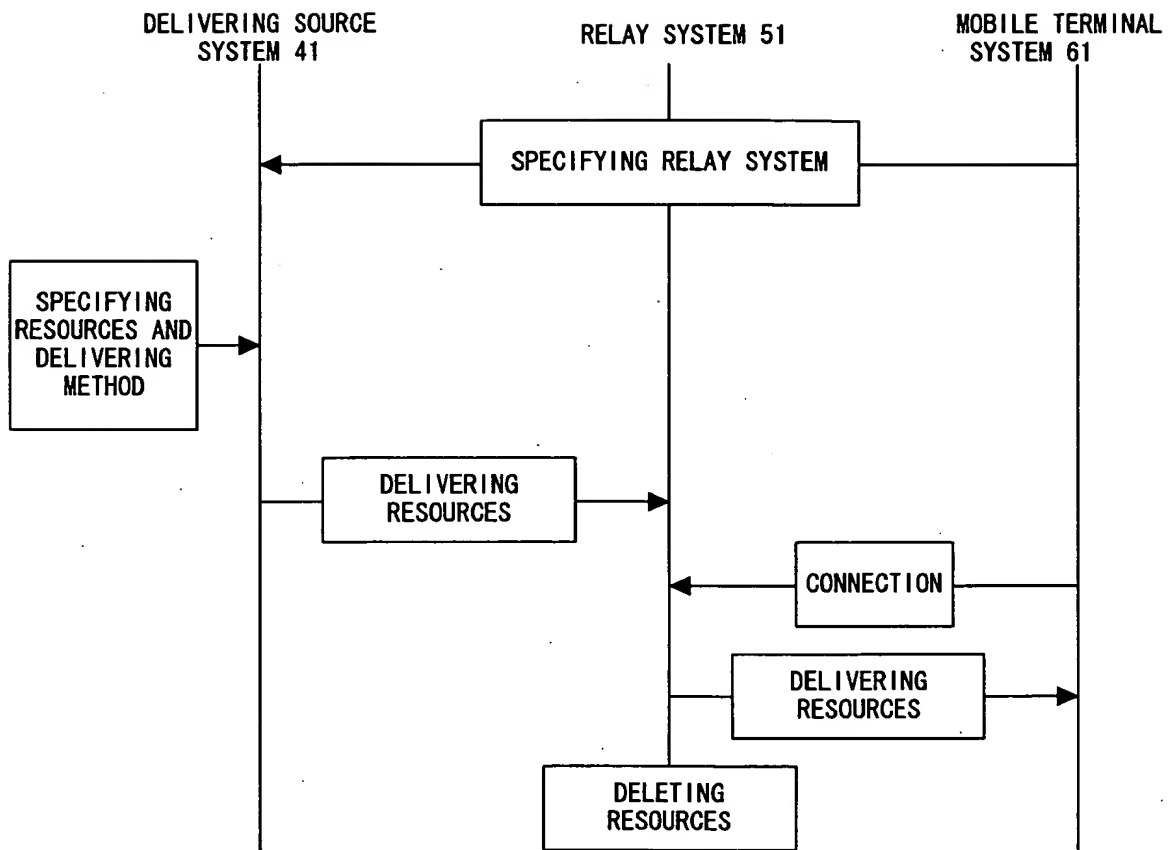 DELIVERING SOURCE
SYSTEM 41
RELAY SYSTEM 51
MOBILE TERMINAL
SYSTEM 61
SPECIFYING RELAY SYSTEM
SPECIFYING
RESOURCES AND
DELIVERING
METHOD
DELIVERING
RESOURCES
CONNECTION
DELIVERING
RESOURCES
DELETING
RESOURCES